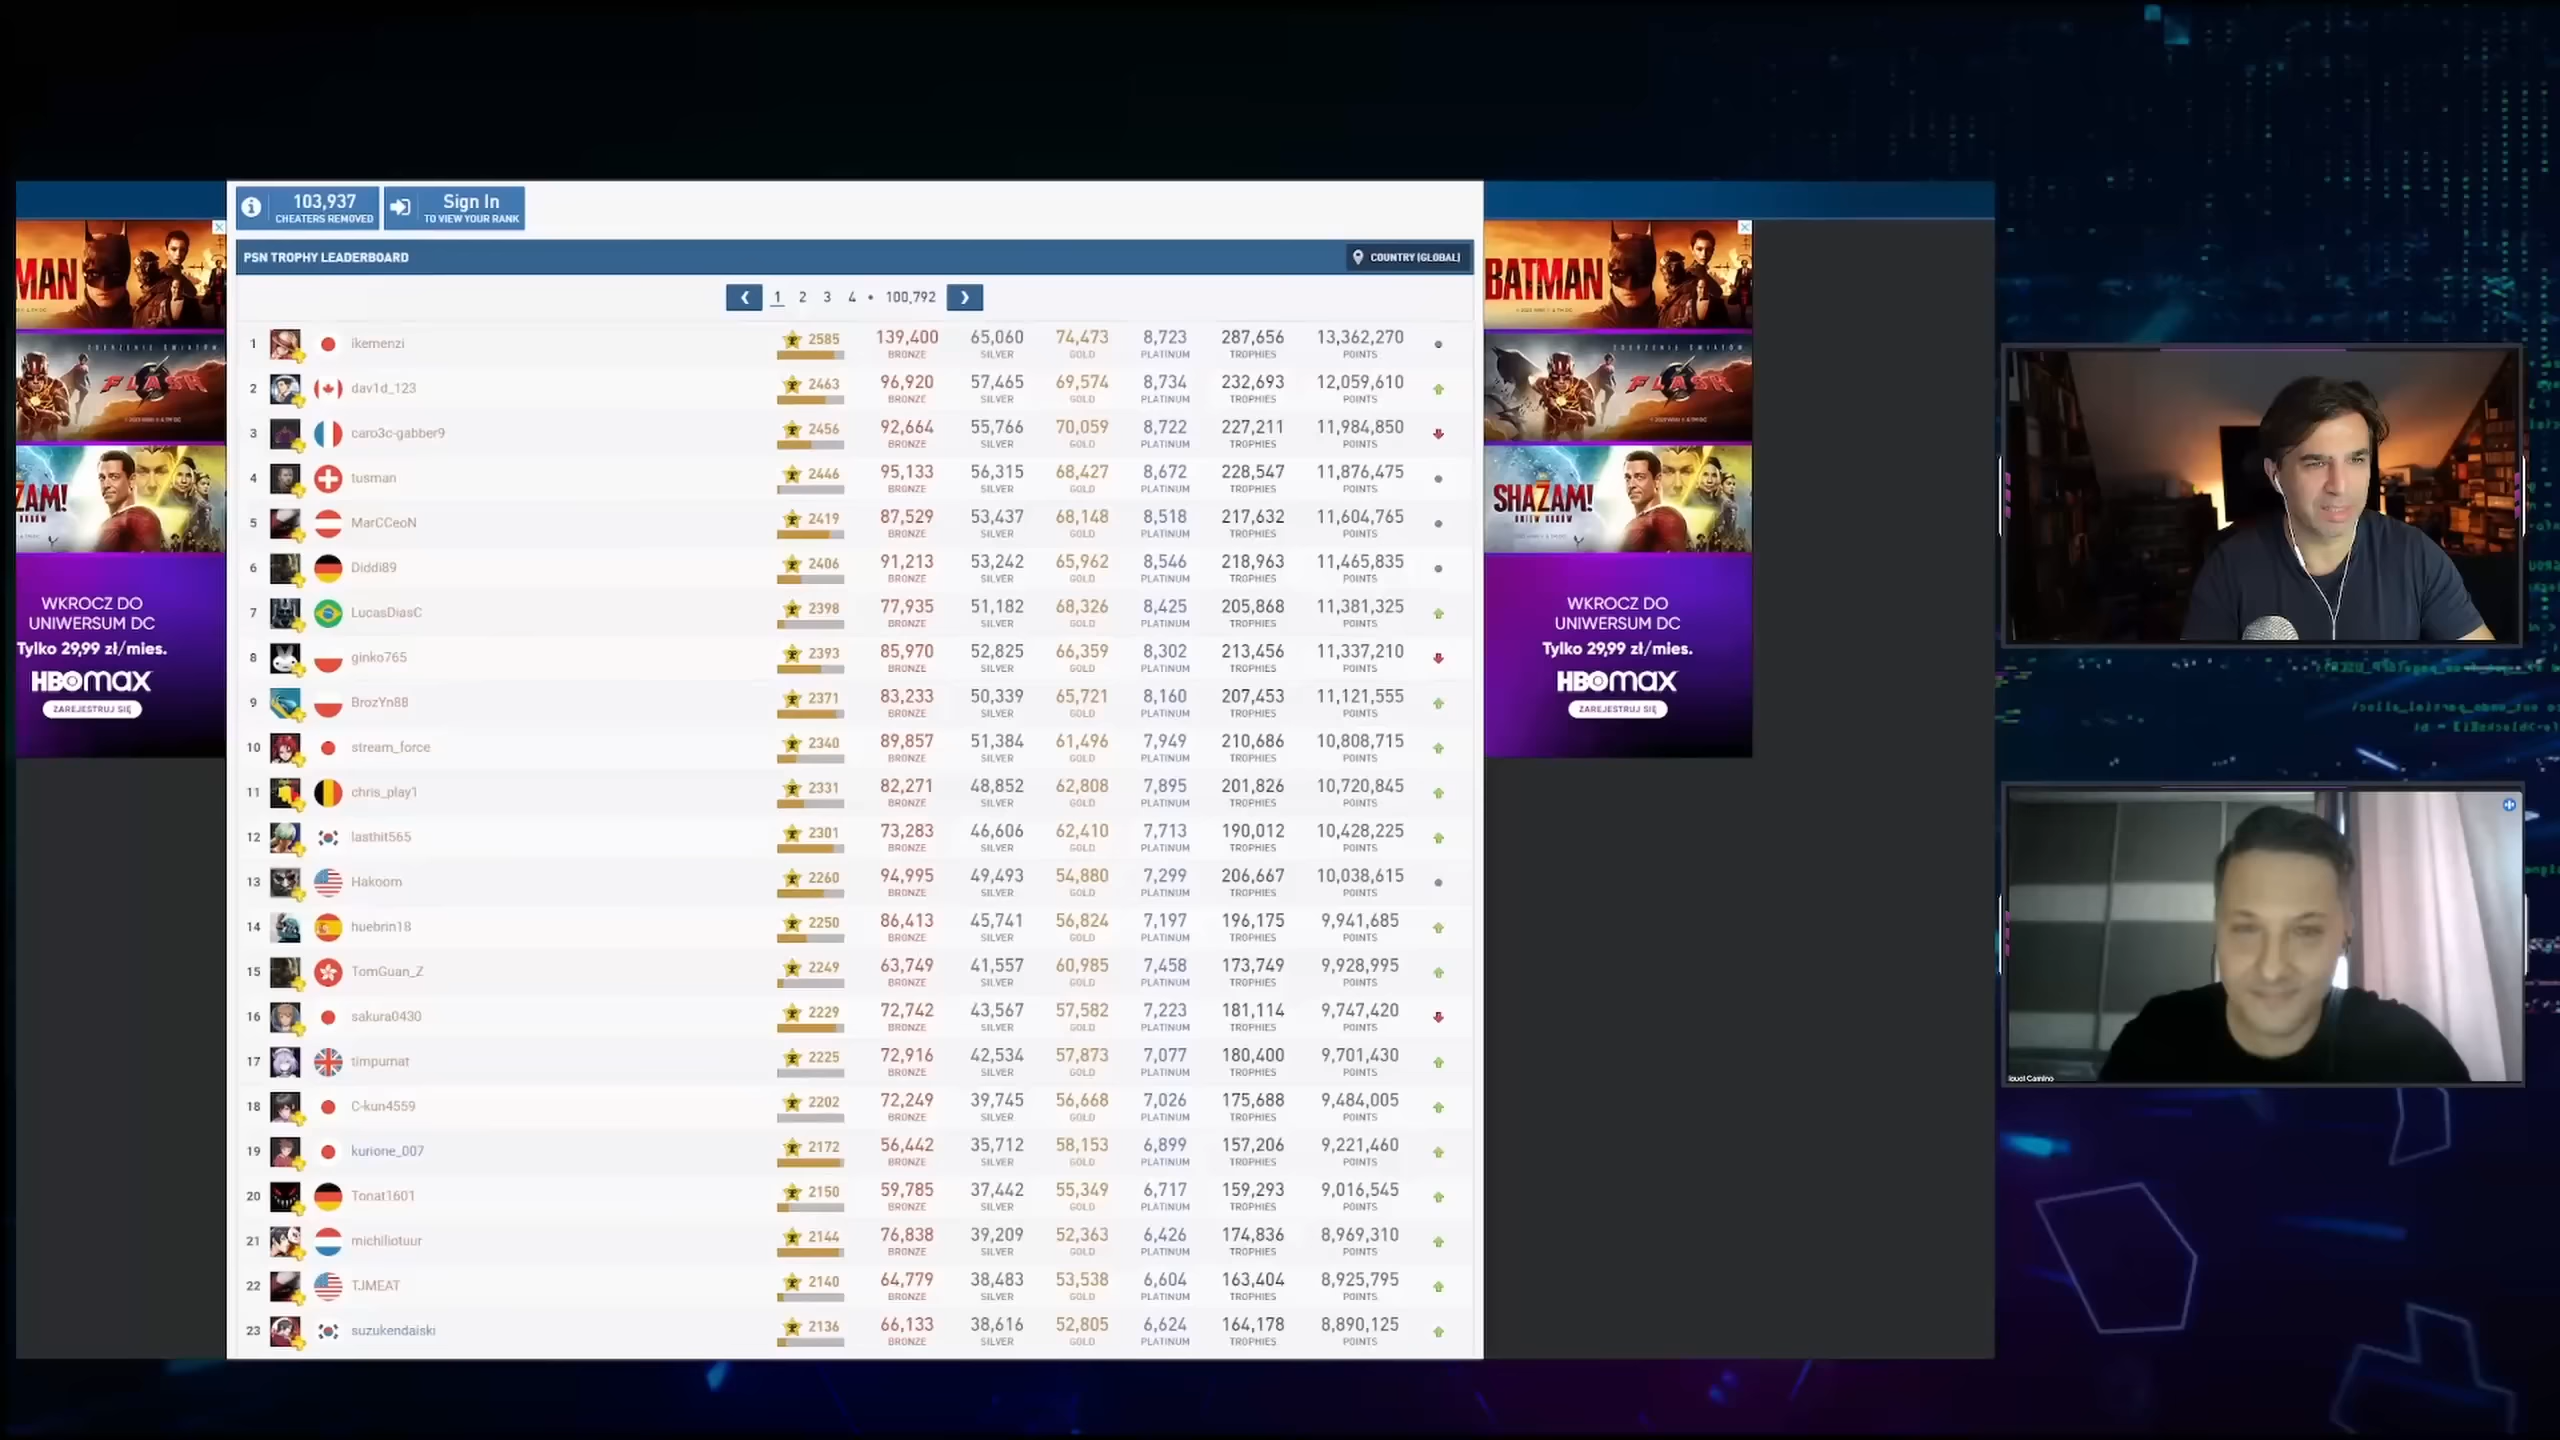 103,937
CHEATERS REMOVED
Sign In
TO VIEW YOUR RANK
PSN TROPHY LEADERBOARD
COUNTRY (GLOBAL)
1 2 3 4 • 100,792
1 ikemenzi 2585 139,400 65,060 74,473 8,723 287,656 13,362,270
BRONZE SILVER GOLD PLATINUM TROPHIES POINTS
2 dav1d_123 2463 96,920 57,465 69,574 8,734 232,693 12,059,610
BRONZE SILVER GOLD PLATINUM TROPHIES POINTS
3 caro3c-gabber9 2456 92,664 55,766 70,059 8,722 227,211 11,984,850
BRONZE SILVER GOLD PLATINUM TROPHIES POINTS
4 tusman 2446 95,133 56,315 68,427 8,672 228,547 11,876,475
BRONZE SILVER GOLD PLATINUM TROPHIES POINTS
5 MarCCeoN 2419 87,529 53,437 68,148 8,518 217,632 11,604,765
BRONZE SILVER GOLD PLATINUM TROPHIES POINTS
6 Diddi89 2406 91,213 53,242 65,962 8,546 218,963 11,465,835
BRONZE SILVER GOLD PLATINUM TROPHIES POINTS
7 LucasDiasC 2398 77,935 51,182 68,326 8,425 205,868 11,381,325
BRONZE SILVER GOLD PLATINUM TROPHIES POINTS
8 ginko765 2393 85,970 52,825 66,359 8,302 213,456 11,337,210
BRONZE SILVER GOLD PLATINUM TROPHIES POINTS
9 BrozYn88 2371 83,233 50,339 65,721 8,160 207,453 11,121,555
BRONZE SILVER GOLD PLATINUM TROPHIES POINTS
10 stream_force 2340 89,857 51,384 61,496 7,949 210,686 10,808,715
BRONZE SILVER GOLD PLATINUM TROPHIES POINTS
11 chris_play1 2331 82,271 48,852 62,808 7,895 201,826 10,720,845
BRONZE SILVER GOLD PLATINUM TROPHIES POINTS
12 lasthit565 2301 73,283 46,606 62,410 7,713 190,012 10,428,225
BRONZE SILVER GOLD PLATINUM TROPHIES POINTS
13 Hakoom 2260 94,995 49,493 54,880 7,299 206,667 10,038,615
BRONZE SILVER GOLD PLATINUM TROPHIES POINTS
14 huebrin18 2250 86,413 45,741 56,824 7,197 196,175 9,941,685
BRONZE SILVER GOLD PLATINUM TROPHIES POINTS
15 TomGuan_Z 2249 63,749 41,557 60,985 7,458 173,749 9,928,995
BRONZE SILVER GOLD PLATINUM TROPHIES POINTS
16 sakura0430 2229 72,742 43,567 57,582 7,223 181,114 9,747,420
BRONZE SILVER GOLD PLATINUM TROPHIES POINTS
17 timpurnat 2225 72,916 42,534 57,873 7,077 180,400 9,701,430
BRONZE SILVER GOLD PLATINUM TROPHIES POINTS
18 C-kun4559 2202 72,249 39,745 56,668 7,026 175,688 9,484,005
BRONZE SILVER GOLD PLATINUM TROPHIES POINTS
19 kurione_007 2172 56,442 35,712 58,153 6,899 157,206 9,221,460
BRONZE SILVER GOLD PLATINUM TROPHIES POINTS
20 Tonat1601 2150 59,785 37,442 55,349 6,717 159,293 9,016,545
BRONZE SILVER GOLD PLATINUM TROPHIES POINTS
21 michiliotuur 2144 76,838 39,209 52,363 6,426 174,836 8,969,310
BRONZE SILVER GOLD PLATINUM TROPHIES POINTS
22 TJMEAT 2140 64,779 38,483 53,538 6,604 163,404 8,925,795
BRONZE SILVER GOLD PLATINUM TROPHIES POINTS
23 suzukendaiski 2136 66,133 38,616 52,805 6,624 164,178 8,890,125
BRONZE SILVER GOLD PLATINUM TROPHIES POINTS
MAN
ZDERZENIE ŚWIATÓW
FLASH
ZAM!
WKROCZ DO
UNIWERSUM DC
Tylko 29,99 zł/mies.
HBOMAX
ZAREJESTRUJ SIĘ
BATMAN
ZDERZENIE ŚWIATÓW
FLASH
SHAZAM!
GNIEW BOGÓW
WKROCZ DO
UNIWERSUM DC
Tylko 29,99 zł/mies.
HBOMAX
ZAREJESTRUJ SIĘ